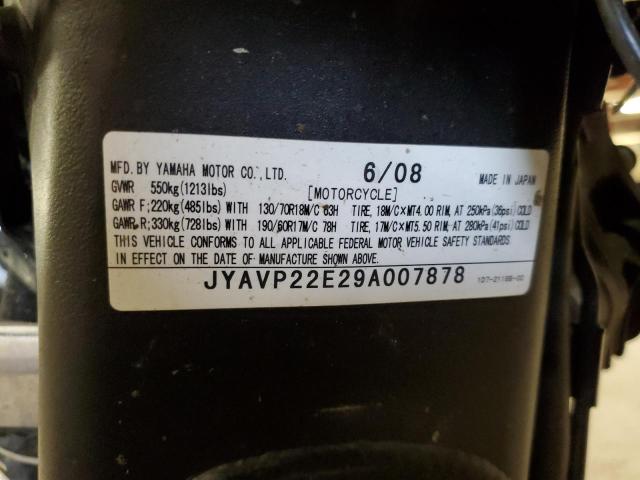 MFD. BY YAMAHA MOTOR CO., LTD. 6/08 MADE IN JAPAN
GVWR 550kg(1213lbs) [MOTORCYCLE]
GAWR F; 220kg(485lbs) WITH 130/70R18M/C 63H TIRE, 18M/C×MT4.00 RIM, AT 250kPa(36psi) COLD
GAWR R; 330kg(728lbs) WITH 190/60R17M/C 78H TIRE, 17M/C×MT5.50 RIM, AT 280kPa(41psi) COLD
THIS VEHICLE CONFORMS TO ALL APPLICABLE FEDERAL MOTOR VEHICLE SAFETY STANDARDS
IN EFFECT ON THE DATE OF MANUFACTURE SHOWN ABOVE.
JYAVP22E29A007878 1D7-2118B-00